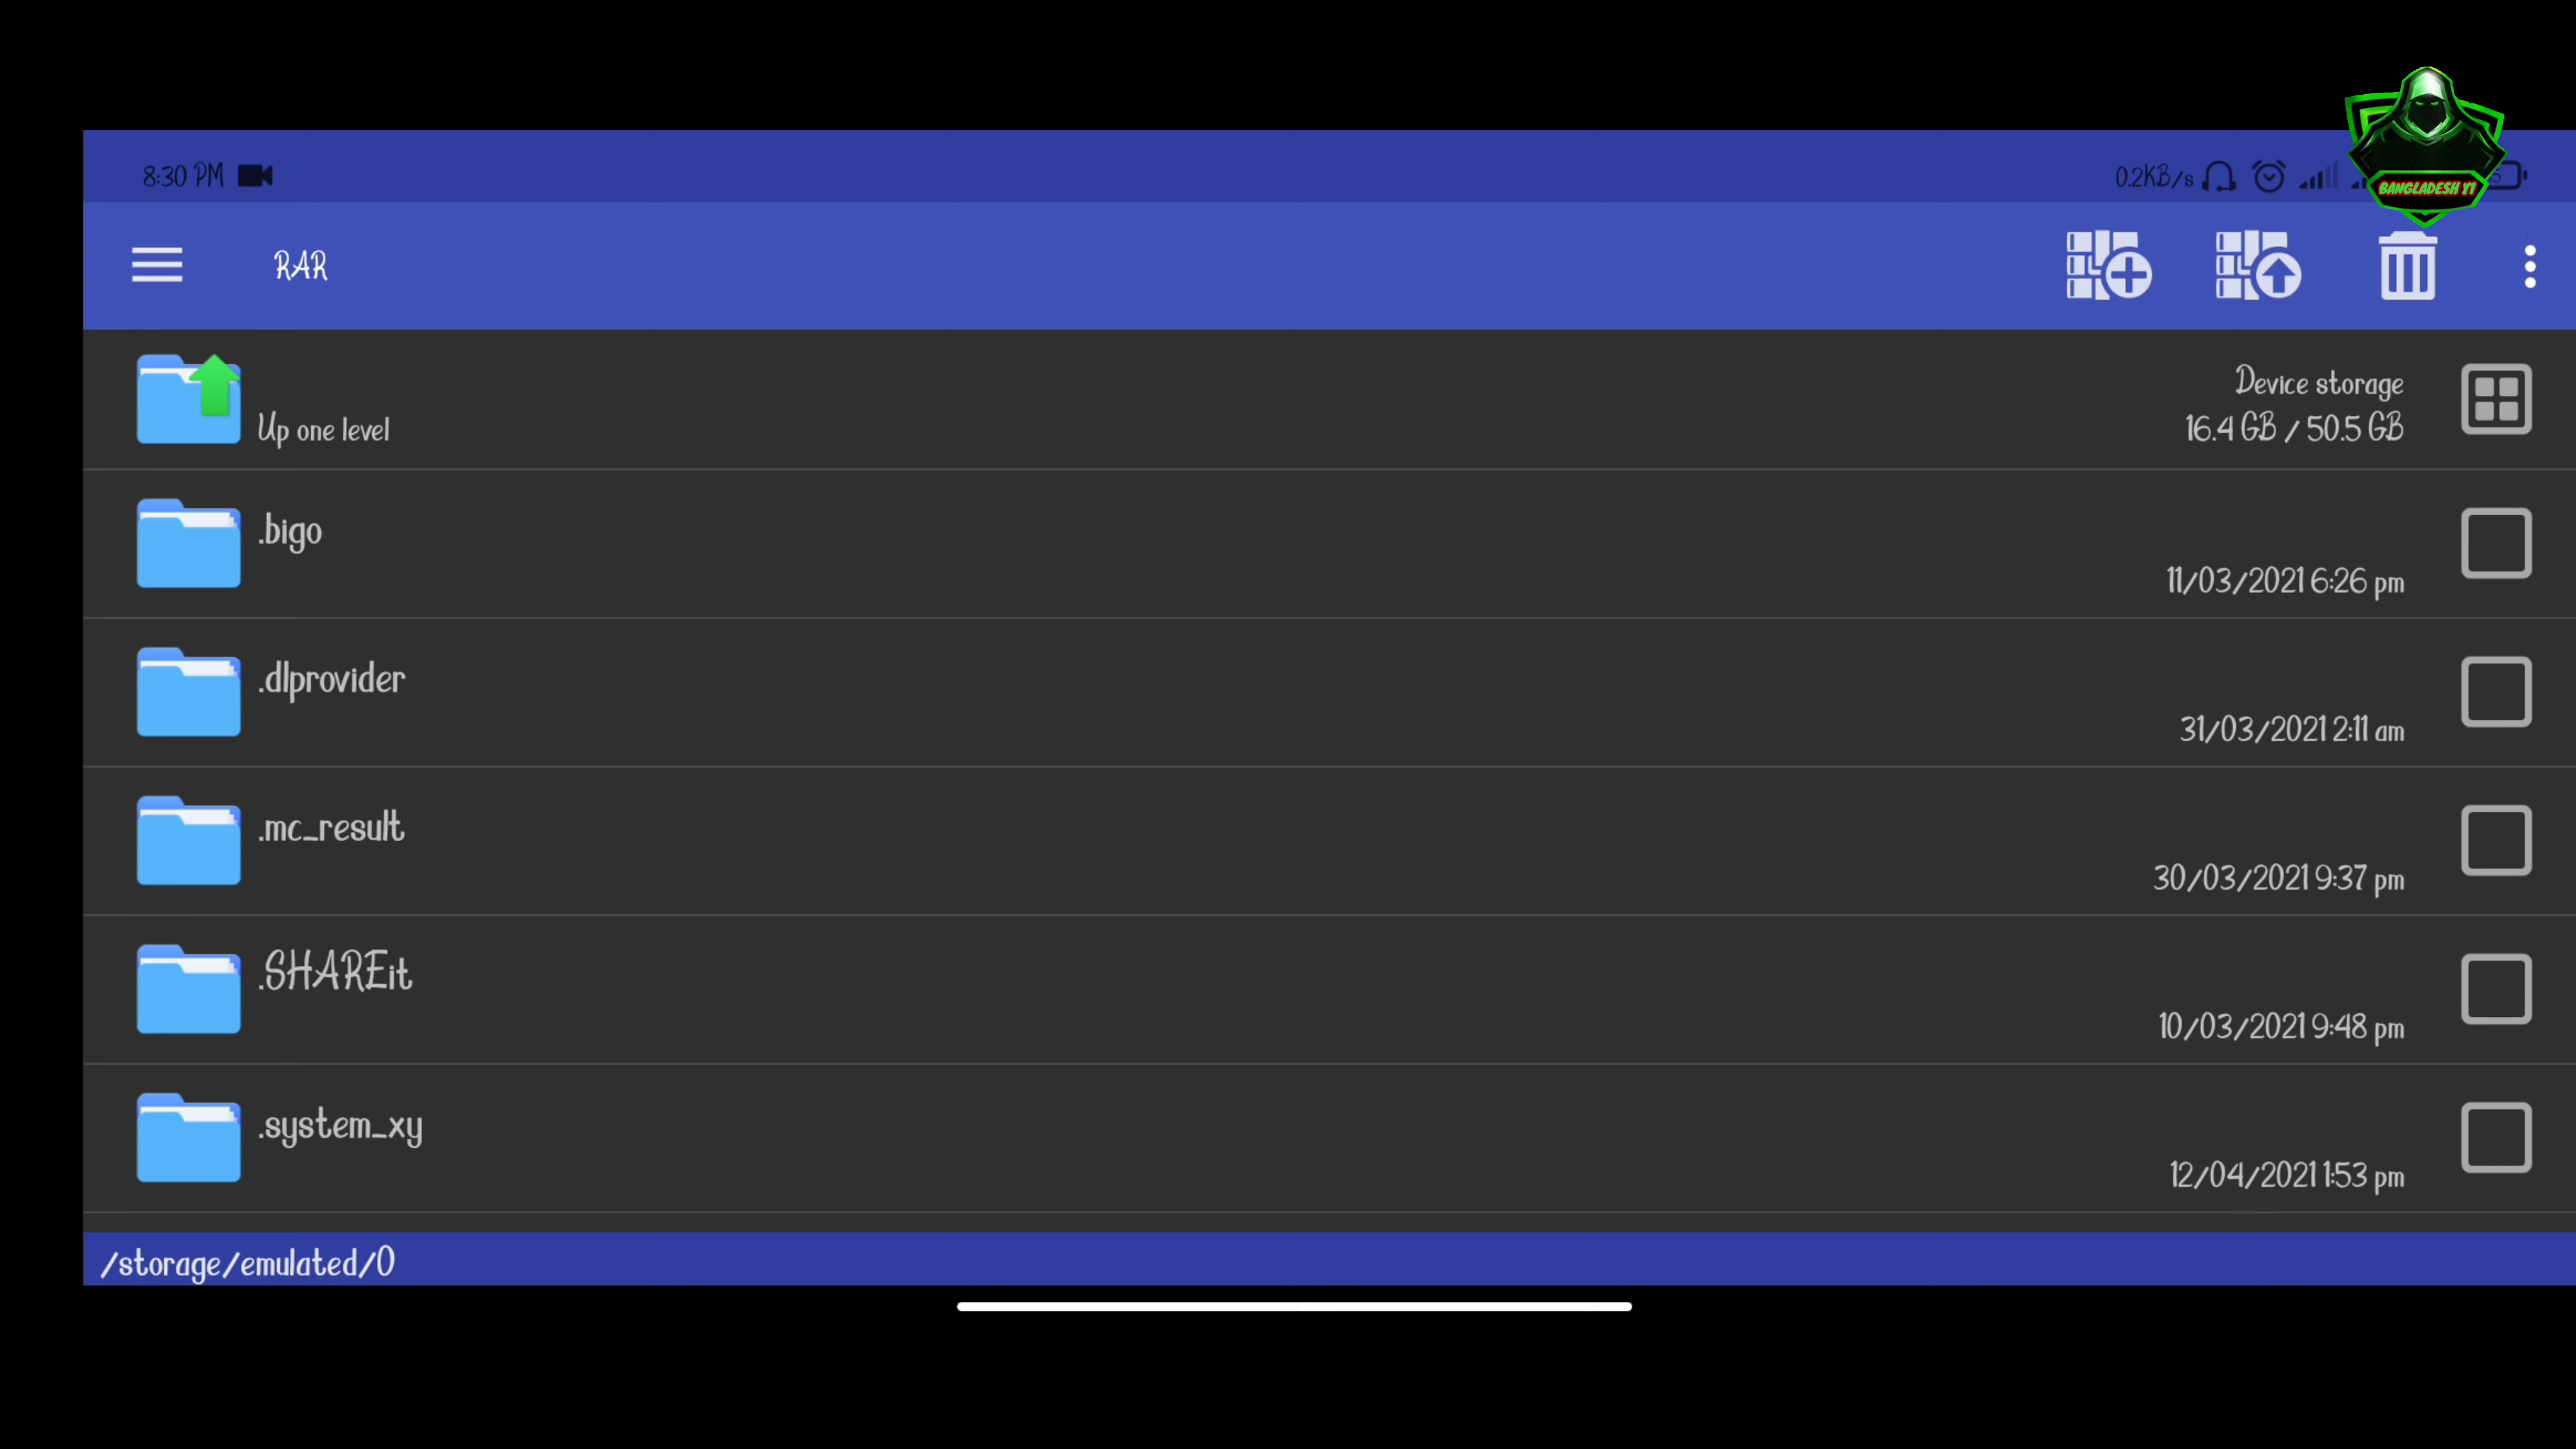 8:30 PM
0.2KB/s
BANGLADESH YT
RAR
Up one level
Device storage
16.4 GB / 50.5 GB
.bigo
11/03/2021 6:26 pm
.dlprovider
31/03/2021 2:11 am
.mc_result
30/03/2021 9:37 pm
.SHAREit
10/03/2021 9:48 pm
.system_xy
12/04/2021 1:53 pm
/storage/emulated/0